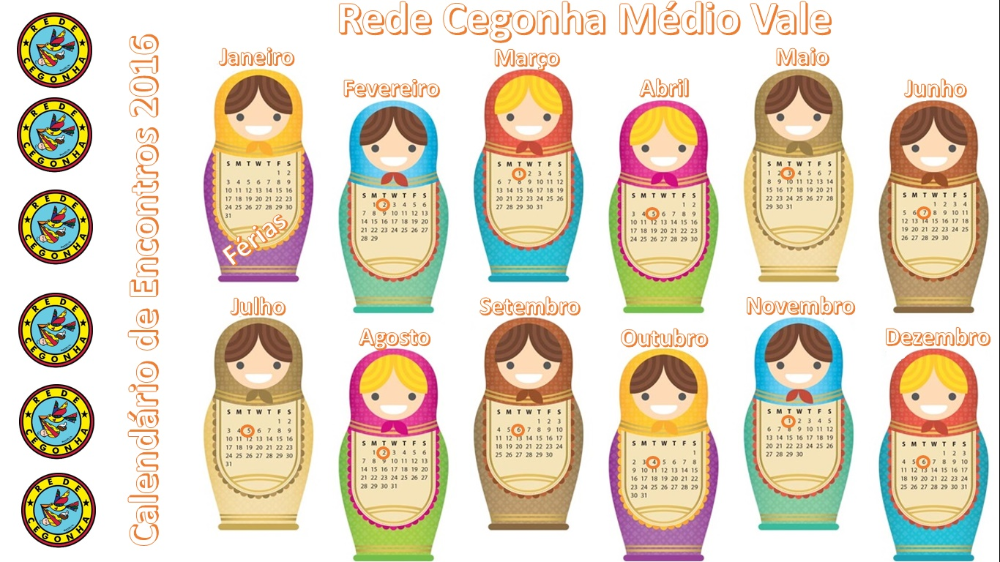 Rede Cegonha Médio Vale
Calendário de Encontros 2016
REDE
CEGONHA
REDE
CEGONHA
REDE
CEGONHA
REDE
CEGONHA
REDE
CEGONHA
REDE
CEGONHA
Janeiro
S M T W T F S
1 2
3 4 5 6 7 8 9
10 11 12 13 14 15 16
17 18 19 20 21 22 23
24 25 26 27 28 29 30
31
Férias
Fevereiro
S M T W T F S
1 2 3 4 5 6
7 8 9 10 11 12 13
14 15 16 17 18 19 20
21 22 23 24 25 26 27
28 29
Março
S M T W T F S
1 2 3 4 5
6 7 8 9 10 11 12
13 14 15 16 17 18 19
20 21 22 23 24 25 26
27 28 29 30 31
Abril
S M T W T F S
1 2
3 4 5 6 7 8 9
10 11 12 13 14 15 16
17 18 19 20 21 22 23
24 25 26 27 28 29 30
Maio
S M T W T F S
1 2 3 4 5 6 7
8 9 10 11 12 13 14
15 16 17 18 19 20 21
22 23 24 25 26 27 28
29 30 31
Junho
S M T W T F S
1 2 3 4
5 6 7 8 9 10 11
12 13 14 15 16 17 18
19 20 21 22 23 24 25
26 27 28 29 30
Julho
S M T W T F S
1 2
3 4 5 6 7 8 9
10 11 12 13 14 15 16
17 18 19 20 21 22 23
24 25 26 27 28 29 30
31
Agosto
S M T W T F S
1 2 3 4 5 6
7 8 9 10 11 12 13
14 15 16 17 18 19 20
21 22 23 24 25 26 27
28 29 30 31
Setembro
S M T W T F S
1 2 3
4 5 6 7 8 9 10
11 12 13 14 15 16 17
18 19 20 21 22 23 24
25 26 27 28 29 30
Outubro
S M T W T F S
1
2 3 4 5 6 7 8
9 10 11 12 13 14 15
16 17 18 19 20 21 22
23 24 25 26 27 28 29
30 31
Novembro
S M T W T F S
1 2 3 4 5
6 7 8 9 10 11 12
13 14 15 16 17 18 19
20 21 22 23 24 25 26
27 28 29 30
Dezembro
S M T W T F S
1 2 3
4 5 6 7 8 9 10
11 12 13 14 15 16 17
18 19 20 21 22 23 24
25 26 27 28 29 30 31